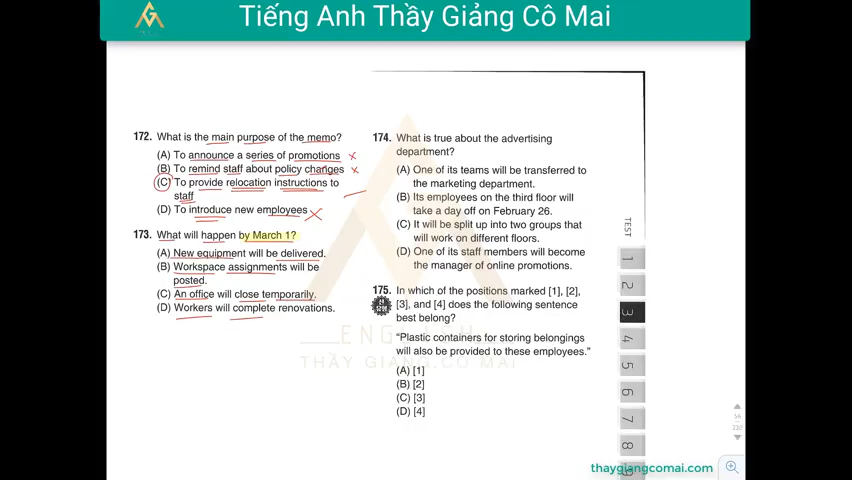 Tiếng Anh Thầy Giảng Cô Mai
172. What is the main purpose of the memo?
(A) To announce a series of promotions
(B) To remind staff about policy changes
(C) To provide relocation instructions to
staff
(D) To introduce new employees
173. What will happen by March 1?
(A) New equipment will be delivered.
(B) Workspace assignments will be
posted.
(C) An office will close temporarily.
(D) Workers will complete renovations.
174. What is true about the advertising
department?
(A) One of its teams will be transferred to
the marketing department.
(B) Its employees on the third floor will
take a day off on February 26.
(C) It will be split up into two groups that
will work on different floors.
(D) One of its staff members will become
the manager of online promotions.
175. In which of the positions marked [1], [2],
[3], and [4] does the following sentence
best belong?
“Plastic containers for storing belongings
will also be provided to these employees.”
(A) [1]
(B) [2]
(C) [3]
(D) [4]
TEST
1
2
3
4
5
6
7
8
9
ENGLISH
THẦY GIẢNG.CÔ MAI
thaygiangcomai.com